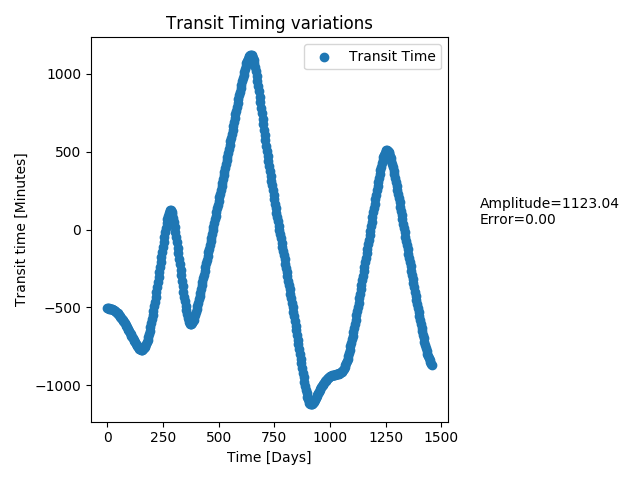 Transit Timing variations
Transit Time
Transit time [Minutes]
1000
500
0
−500
−1000
0
250
500
750
1000
1250
1500
Time [Days]
Amplitude=1123.04
Error=0.00